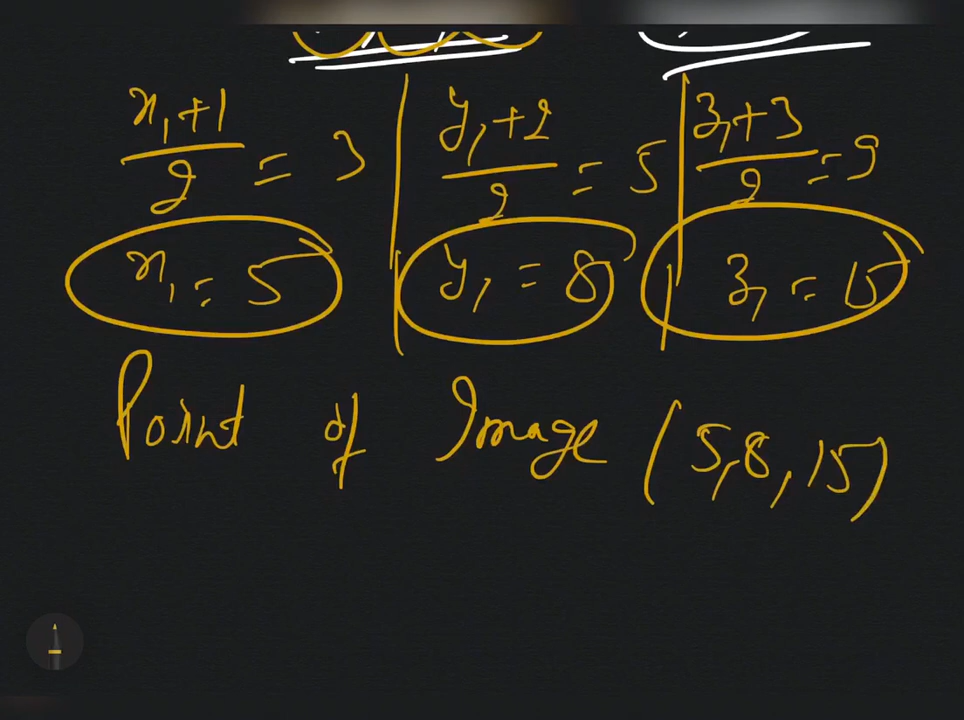 x₁+1/2 = 3 | y₁+2/2 = 5 | z₁+3/2 = 9
x₁ = 5 | y₁ = 8 | z₁ = 15
Point of Image (5,8,15)